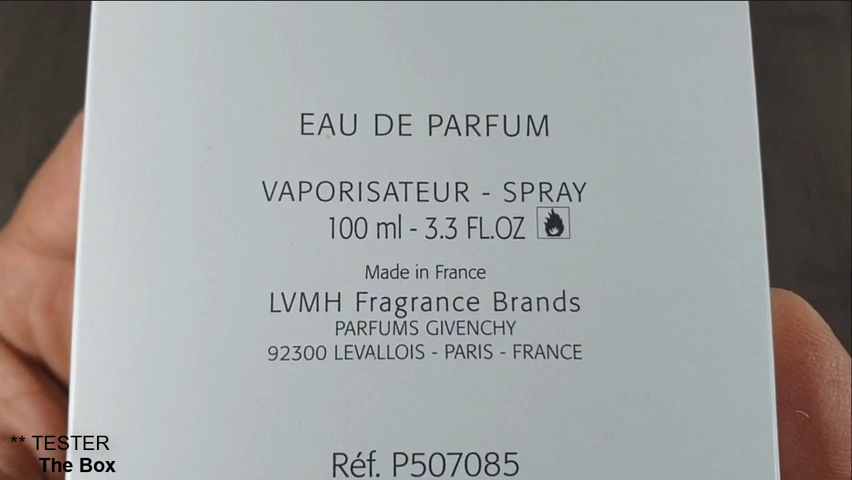 EAU DE PARFUM
VAPORISATEUR - SPRAY
100 ml - 3.3 FL.OZ
Made in France
LVMH Fragrance Brands
PARFUMS GIVENCHY
92300 LEVALLOIS - PARIS - FRANCE
Réf. P507085
** TESTER
The Box